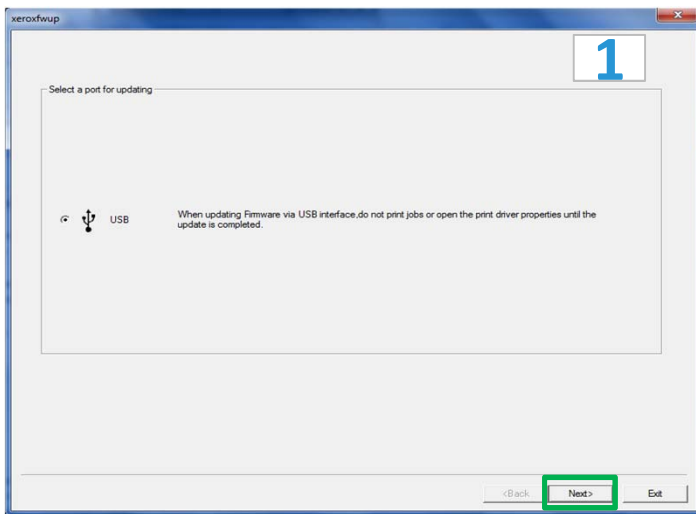 xeroxfwup
1
Select a port for updating
USB
When updating Firmware via USB interface,do not print jobs or open the print driver properties until the
update is completed.
<Back
Next>
Exit